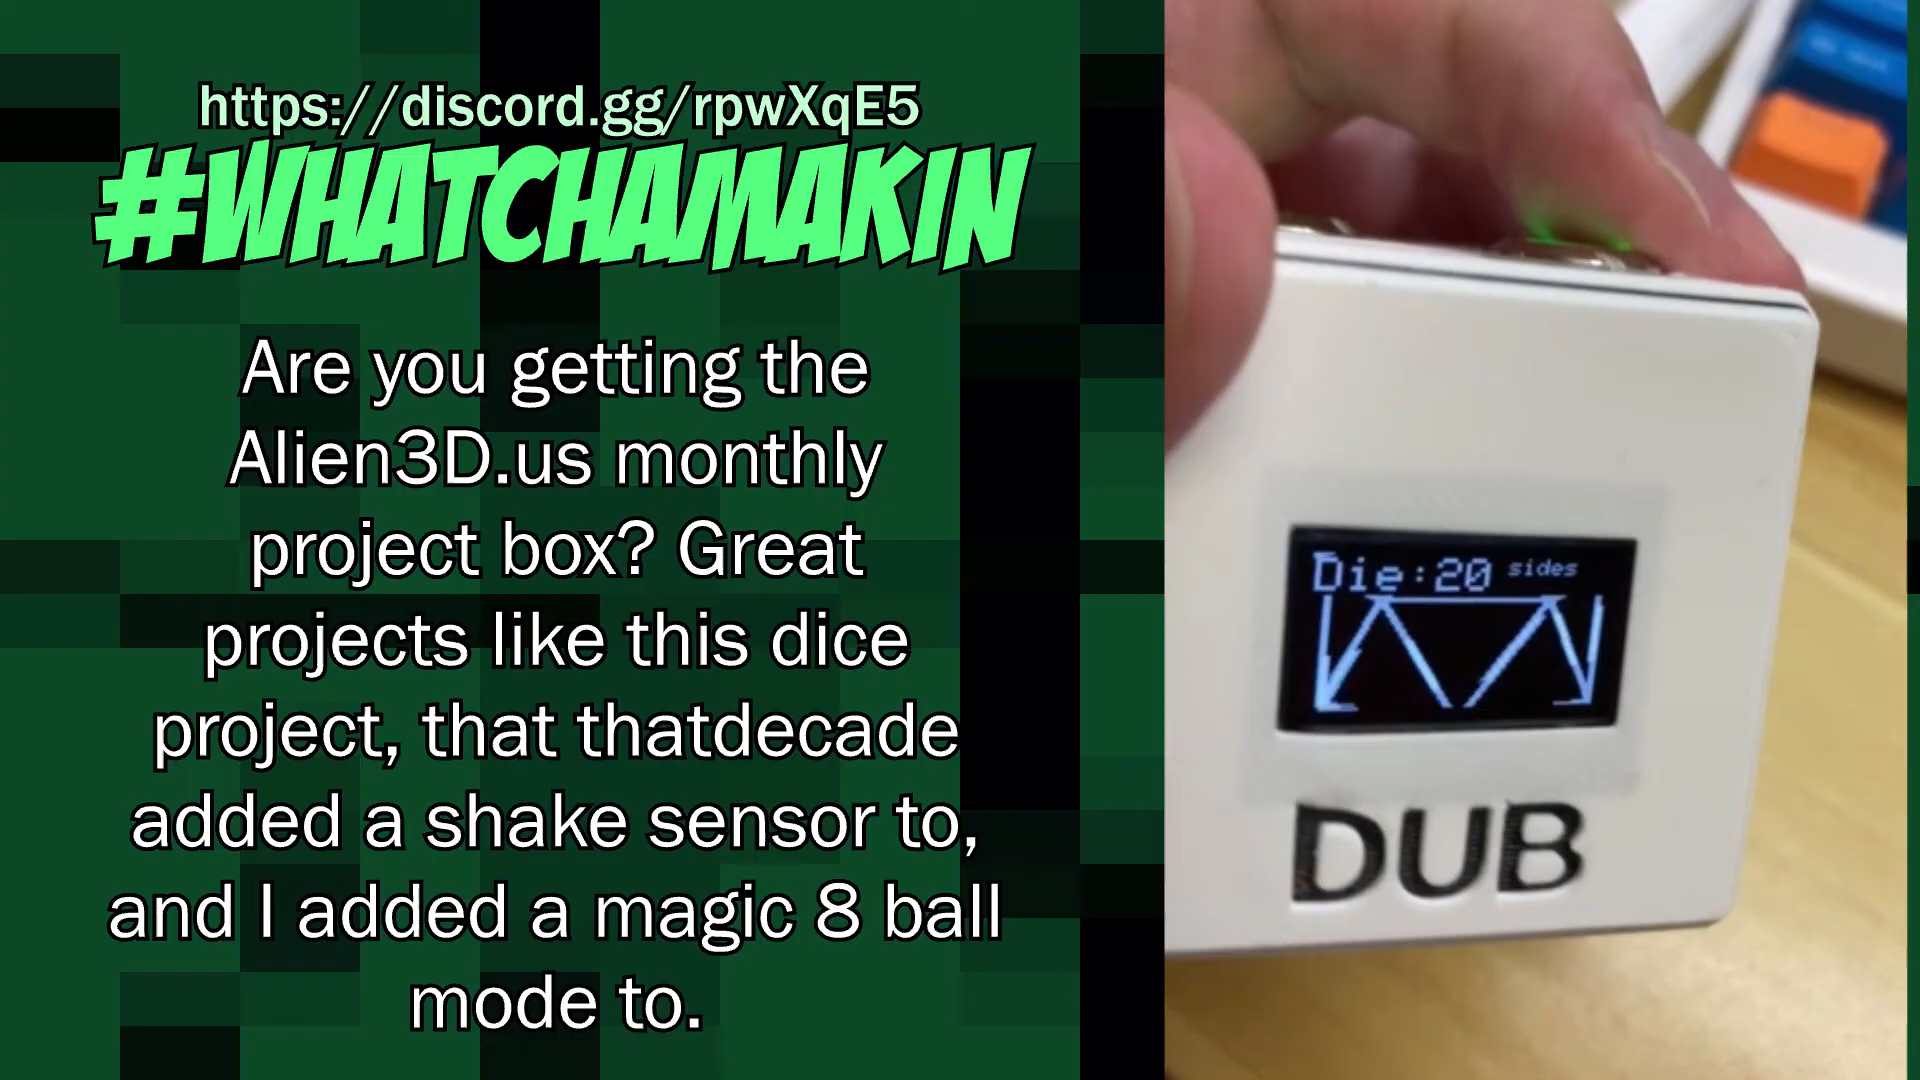 https://discord.gg/rpwXqE5
#WHATCHAMAKIN
Are you getting the
Alien3D.us monthly
project box? Great
projects like this dice
project, that thatdecade
added a shake sensor to,
and I added a magic 8 ball
mode to.
Die:20 sides
DUB